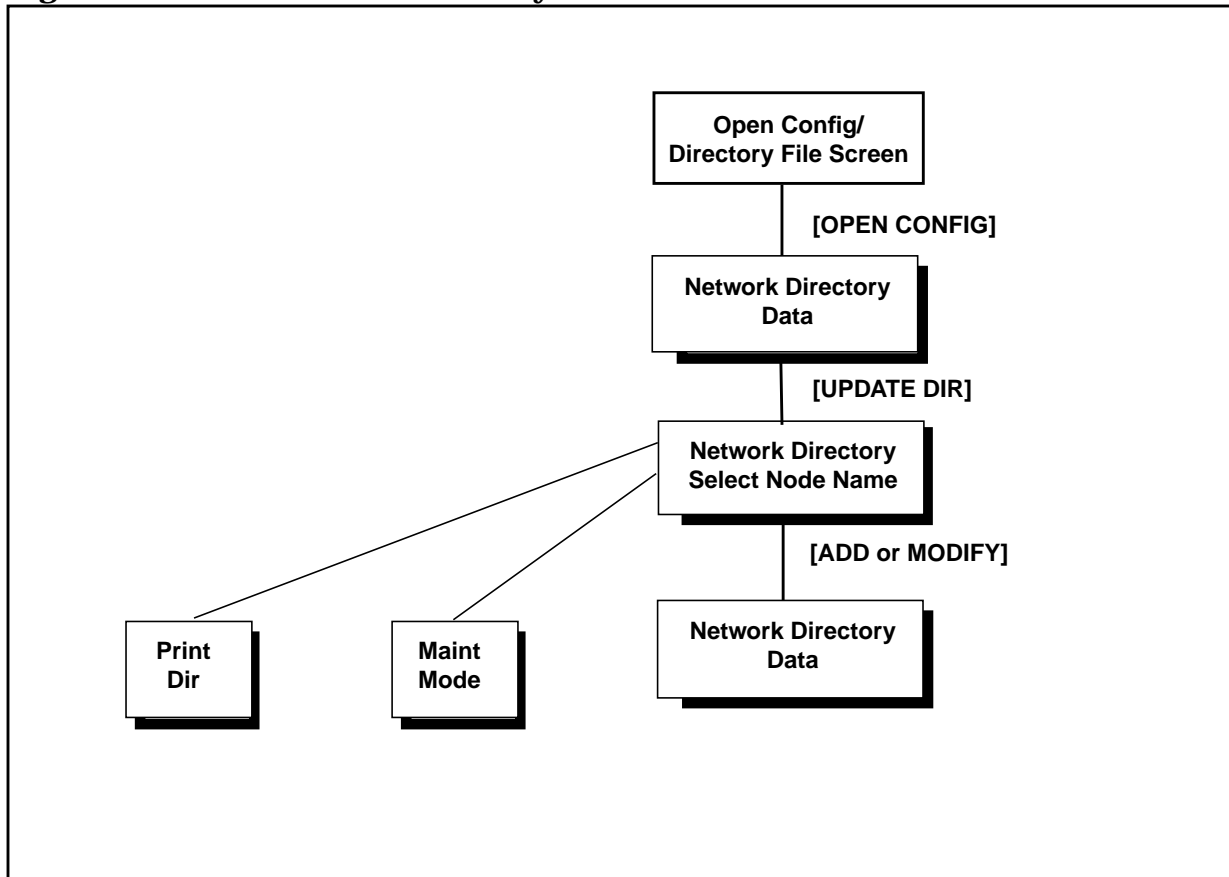 Open Config/
Directory File Screen
[OPEN CONFIG]
Network Directory
Data
[UPDATE DIR]
Network Directory
Select Node Name
[ADD or MODIFY]
Print
Dir
Maint
Mode
Network Directory
Data